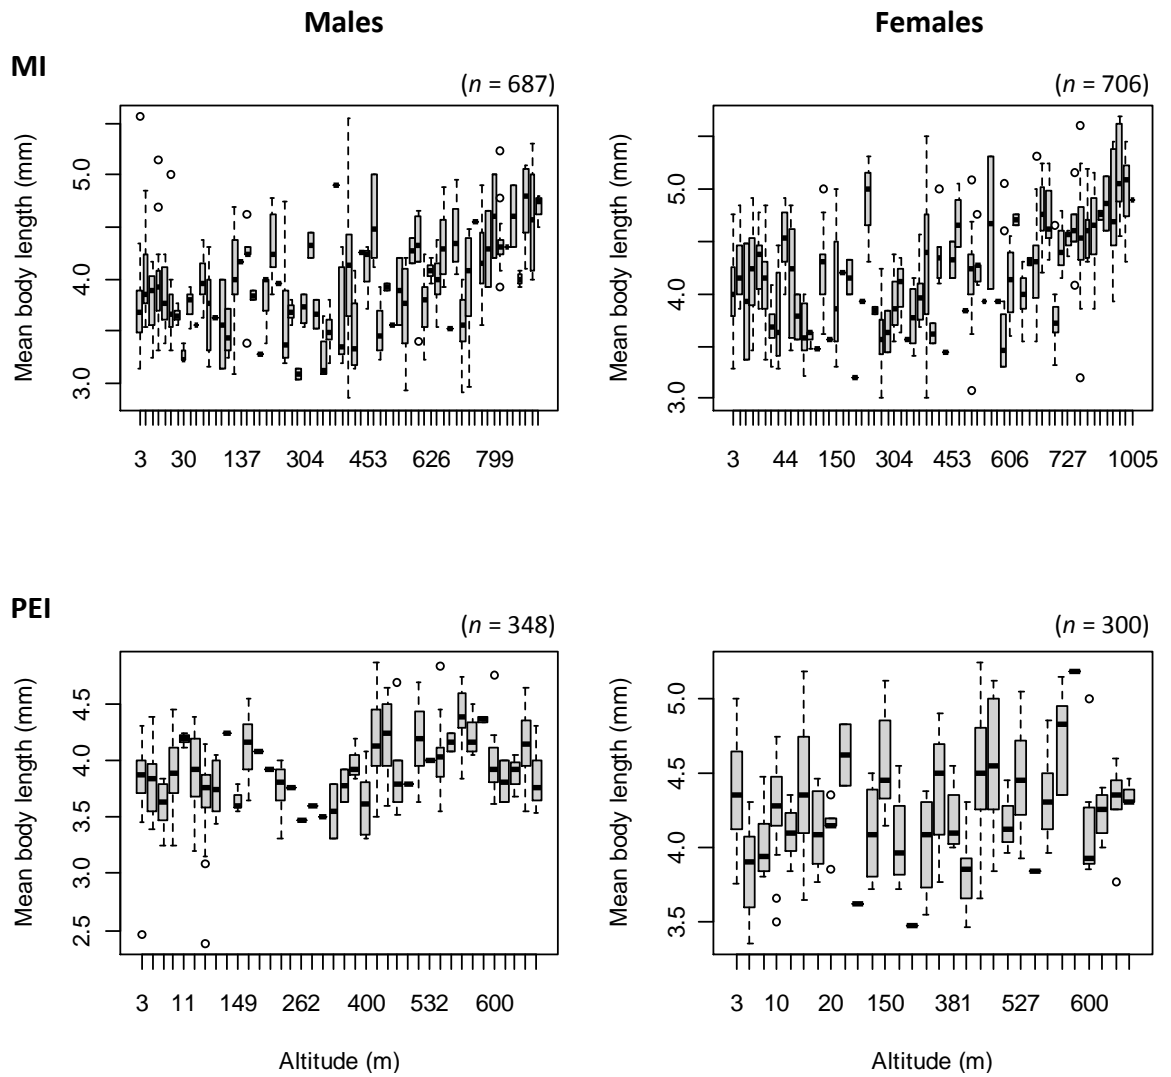 Males
Females
MI
(n = 687)
(n = 706)
Mean body length (mm)
3.0 4.0 5.0
3 30 137 304 453 626 799
Mean body length (mm)
3.0 4.0 5.0
3 44 150 304 453 606 727 1005
PEI
(n = 348)
(n = 300)
Mean body length (mm)
2.5 3.0 3.5 4.0 4.5
3 11 149 262 400 532 600
Altitude (m)
Mean body length (mm)
3.5 4.0 4.5 5.0
3 10 20 150 381 527 600
Altitude (m)